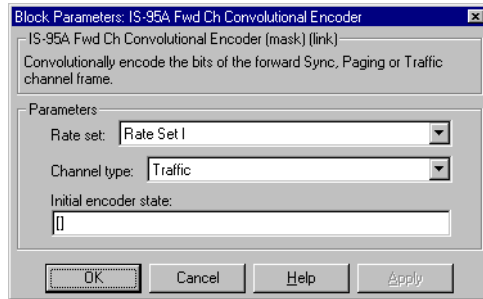 Block Parameters: IS-95A Fwd Ch Convolutional Encoder
IS-95A Fwd Ch Convolutional Encoder (mask) (link)
Convolutionally encode the bits of the forward Sync, Paging or Traffic
channel frame.
Parameters
Rate set: Rate Set I
Channel type: Traffic
Initial encoder state:
[]
OK Cancel Help Apply